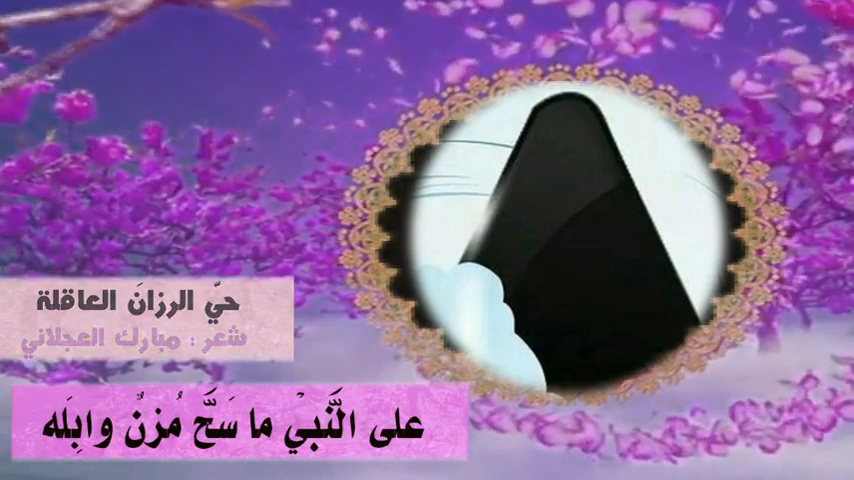 حيّ الرزانَ العاقلة
شعر : مبارك العجلاني
على النَّبيْ ما سَحَّ مُزنٌ وابِلَه